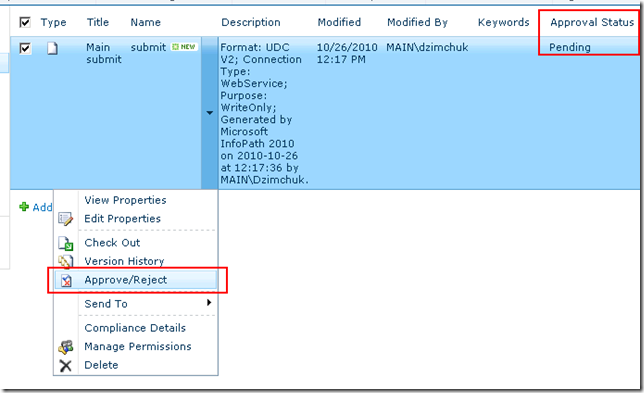 Type Title Name Description Modified Modified By Keywords Approval Status
Main submit NEW Format: UDC 10/26/2010 MAIN\dzimchuk Pending
submit V2; Connection 12:17 PM
Type:
WebService;
Purpose:
WriteOnly;
Generated by
Microsoft
InfoPath 2010
on 2010-10-26
at 12:17:36 by
MAIN\Dzimchuk.
Add
View Properties
Edit Properties
Check Out
Version History
Approve/Reject
Send To
Compliance Details
Manage Permissions
Delete